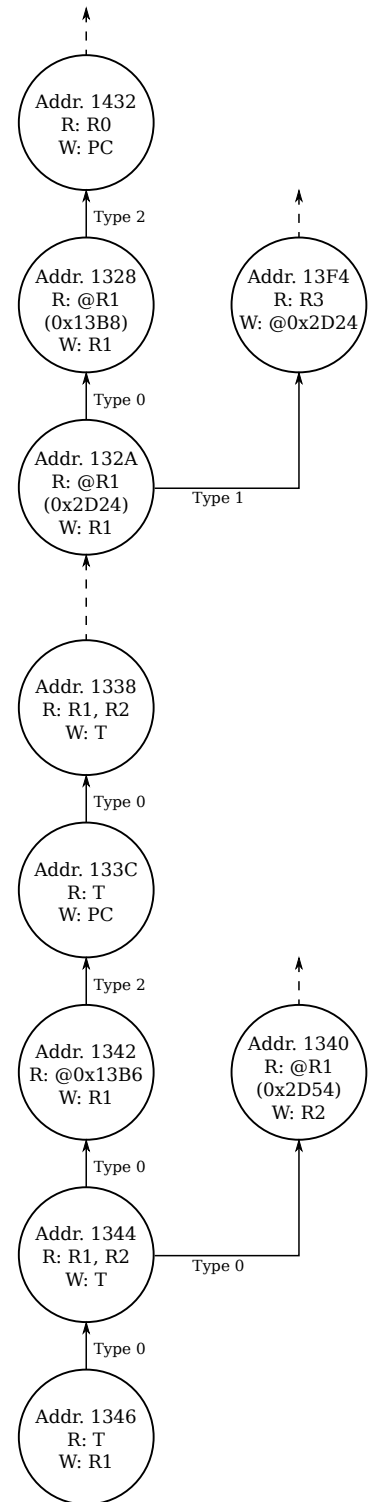 Addr. 1432
R: R0
W: PC
Type 2
Addr. 1328
R: @R1
(0x13B8)
W: R1
Addr. 13F4
R: R3
W: @0x2D24
Type 0
Addr. 132A
R: @R1
(0x2D24)
W: R1
Type 1
Addr. 1338
R: R1, R2
W: T
Type 0
Addr. 133C
R: T
W: PC
Type 2
Addr. 1342
R: @0x13B6
W: R1
Addr. 1340
R: @R1
(0x2D54)
W: R2
Type 0
Addr. 1344
R: R1, R2
W: T
Type 0
Type 0
Addr. 1346
R: T
W: R1